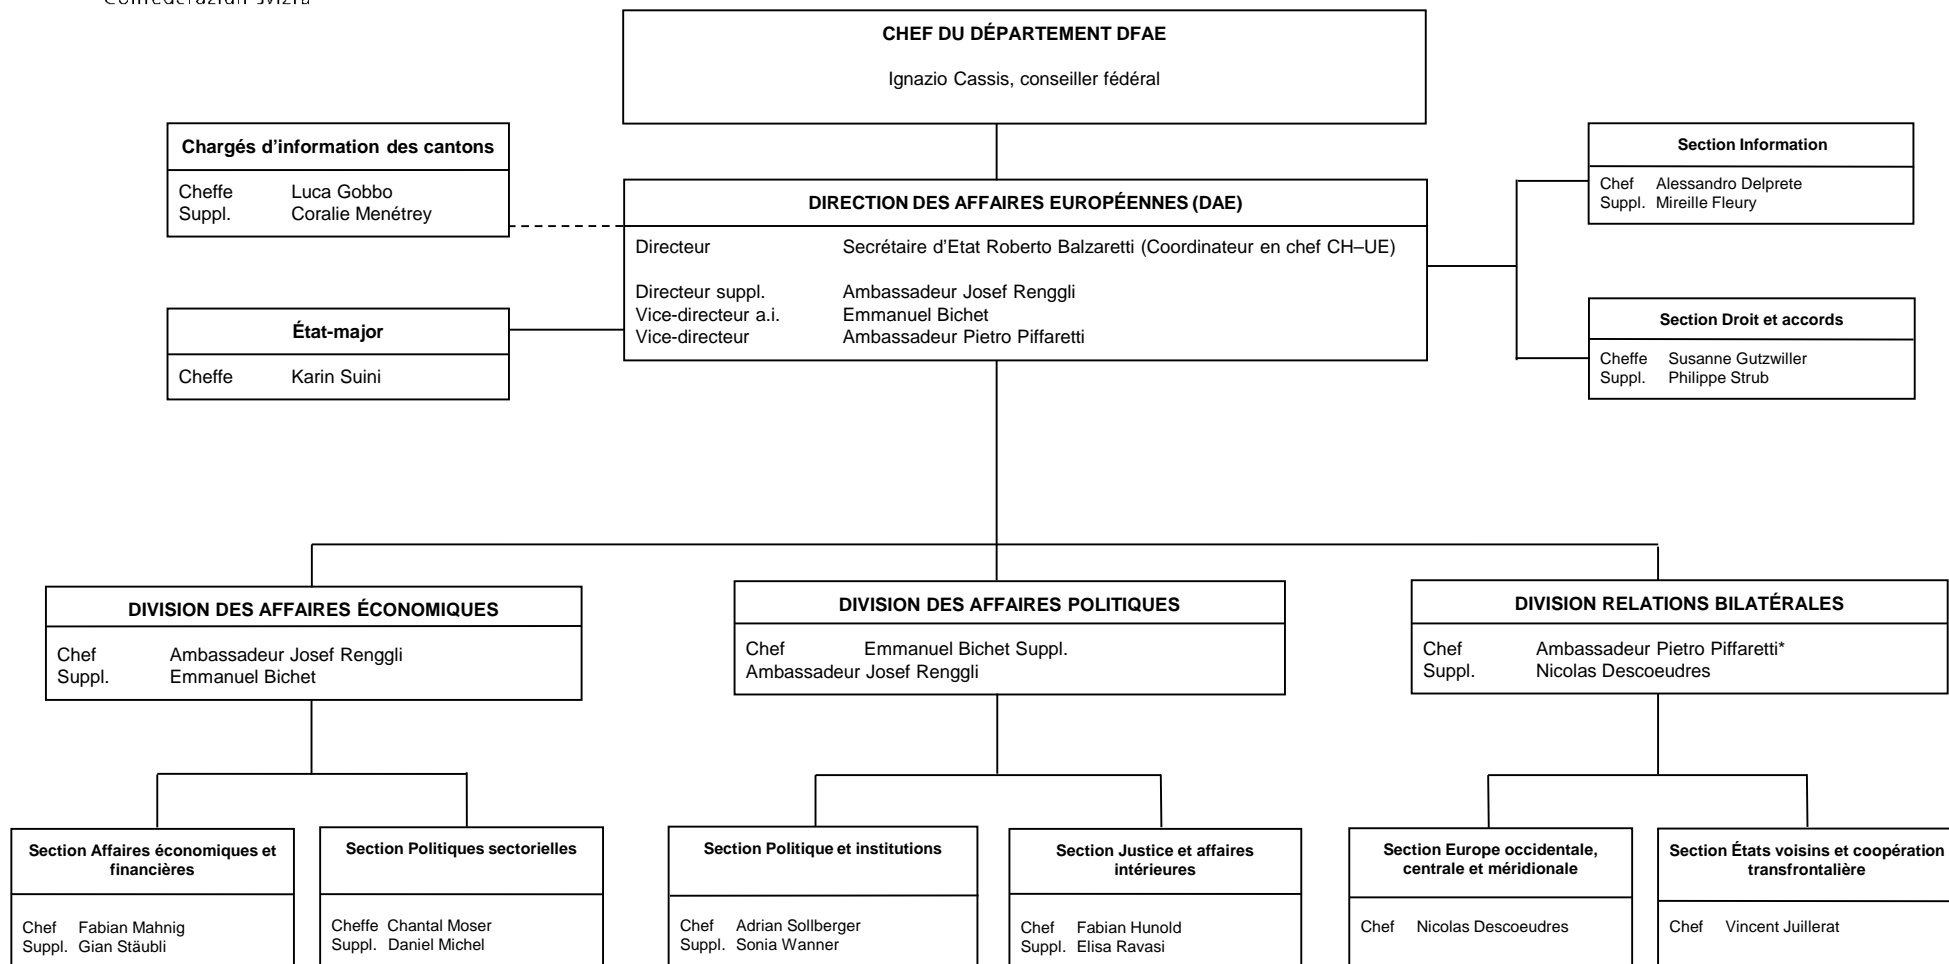 CHEF DU DÉPARTEMENT DFAE
Ignazio Cassis, conseiller fédéral
Chargés d’information des cantons
Cheffe Luca Gobbo
Suppl. Coralie Menétrey
Section Information
Chef Alessandro Delprete
Suppl. Mireille Fleury
DIRECTION DES AFFAIRES EUROPÉENNES (DAE)
Directeur Secrétaire d’Etat Roberto Balzaretti (Coordinateur en chef CH–UE)
Directeur suppl. Ambassadeur Josef Renggli
Vice-directeur a.i. Emmanuel Bichet
Vice-directeur Ambassadeur Pietro Piffaretti
État-major
Cheffe Karin Suini
Section Droit et accords
Cheffe Susanne Gutzwiller
Suppl. Philippe Strub
DIVISION DES AFFAIRES ÉCONOMIQUES
Chef Ambassadeur Josef Renggli
Suppl. Emmanuel Bichet
DIVISION DES AFFAIRES POLITIQUES
Chef Emmanuel Bichet Suppl.
Ambassadeur Josef Renggli
DIVISION RELATIONS BILATÉRALES
Chef Ambassadeur Pietro Piffaretti*
Suppl. Nicolas Descoeudres
Section Affaires économiques et
financières
Chef Fabian Mahnig
Suppl. Gian Stäubli
Section Politiques sectorielles
Cheffe Chantal Moser
Suppl. Daniel Michel
Section Politique et institutions
Chef Adrian Sollberger
Suppl. Sonia Wanner
Section Justice et affaires
intérieures
Chef Fabian Hunold
Suppl. Elisa Ravasi
Section Europe occidentale,
centrale et méridionale
Chef Nicolas Descoeudres
Section États voisins et coopération
transfrontalière
Chef Vincent Juillerat